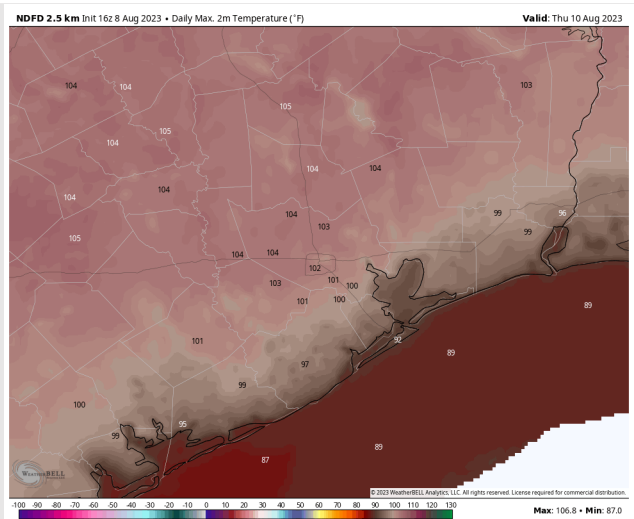 NDFD 2.5 km Init 16z 8 Aug 2023 • Daily Max. 2m Temperature (°F) Valid: Thu 10 Aug 2023
104 104 103
105
105
104
104 104
104 104
104 99 96
103 99
105
104 104
102
103 101 100
101 100
89
92
101 89
97
99
100
95
99
89
87
WEATHERBELL
© 2023 WeatherBELL Analytics, LLC. All rights reserved. License required for commercial distribution.
-100 -90 -80 -70 -60 -50 -40 -30 -20 -10 0 10 20 30 40 50 60 70 80 90 100 110 120 130
Max: 106.8 • Min: 87.0